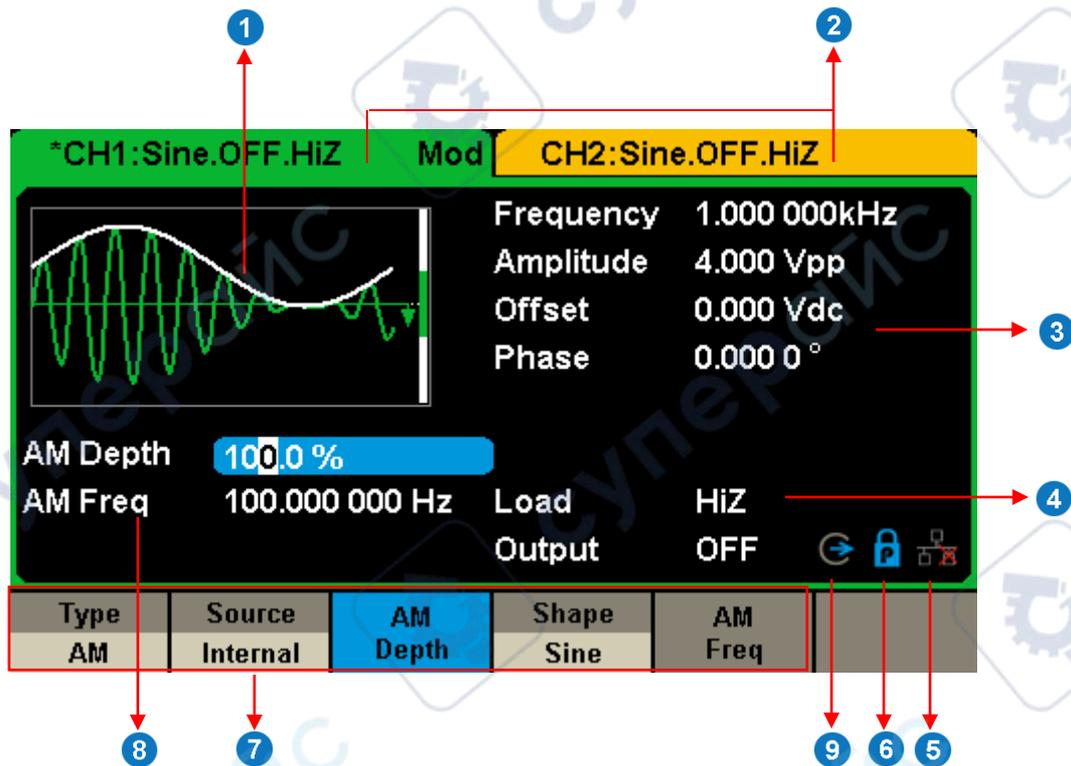 1
2
*CH1:Sine.OFF.HiZ Mod
CH2:Sine.OFF.HiZ
Frequency 1.000 000kHz
Amplitude 4.000 Vpp
Offset 0.000 Vdc
3
Phase 0.000 0 °
AM Depth 100.0 %
AM Freq 100.000 000 Hz
Load HiZ
4
Output OFF
P
Type
AM
Source
Internal
AM
Depth
Shape
Sine
AM
Freq
8
7
9
6
5
суперайс
суперайс